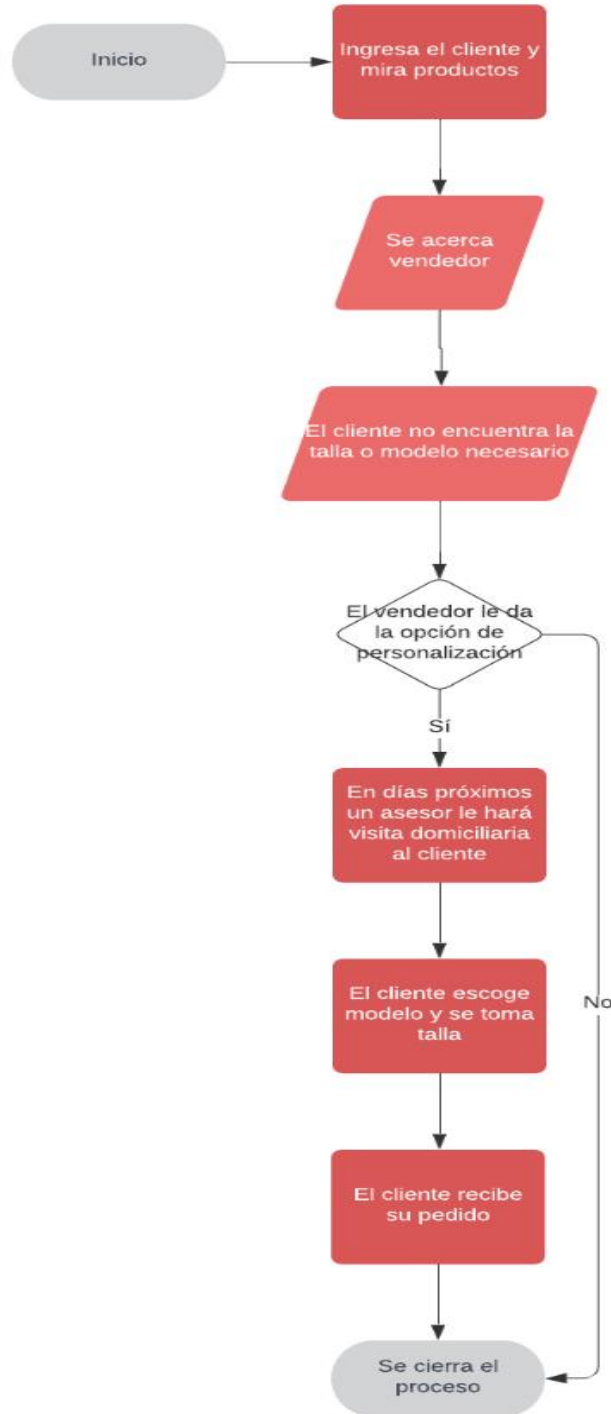 Inicio
Ingresa el cliente y
mira productos
Se acerca
vendedor
El cliente no encuentra la
talla o modelo necesario
El vendedor le da
la opción de
personalización
Sí
En días próximos
un asesor le hará
visita domiciliaria
al cliente
El cliente escoge
modelo y se toma
talla
No
El cliente recibe
su pedido
Se cierra el
proceso